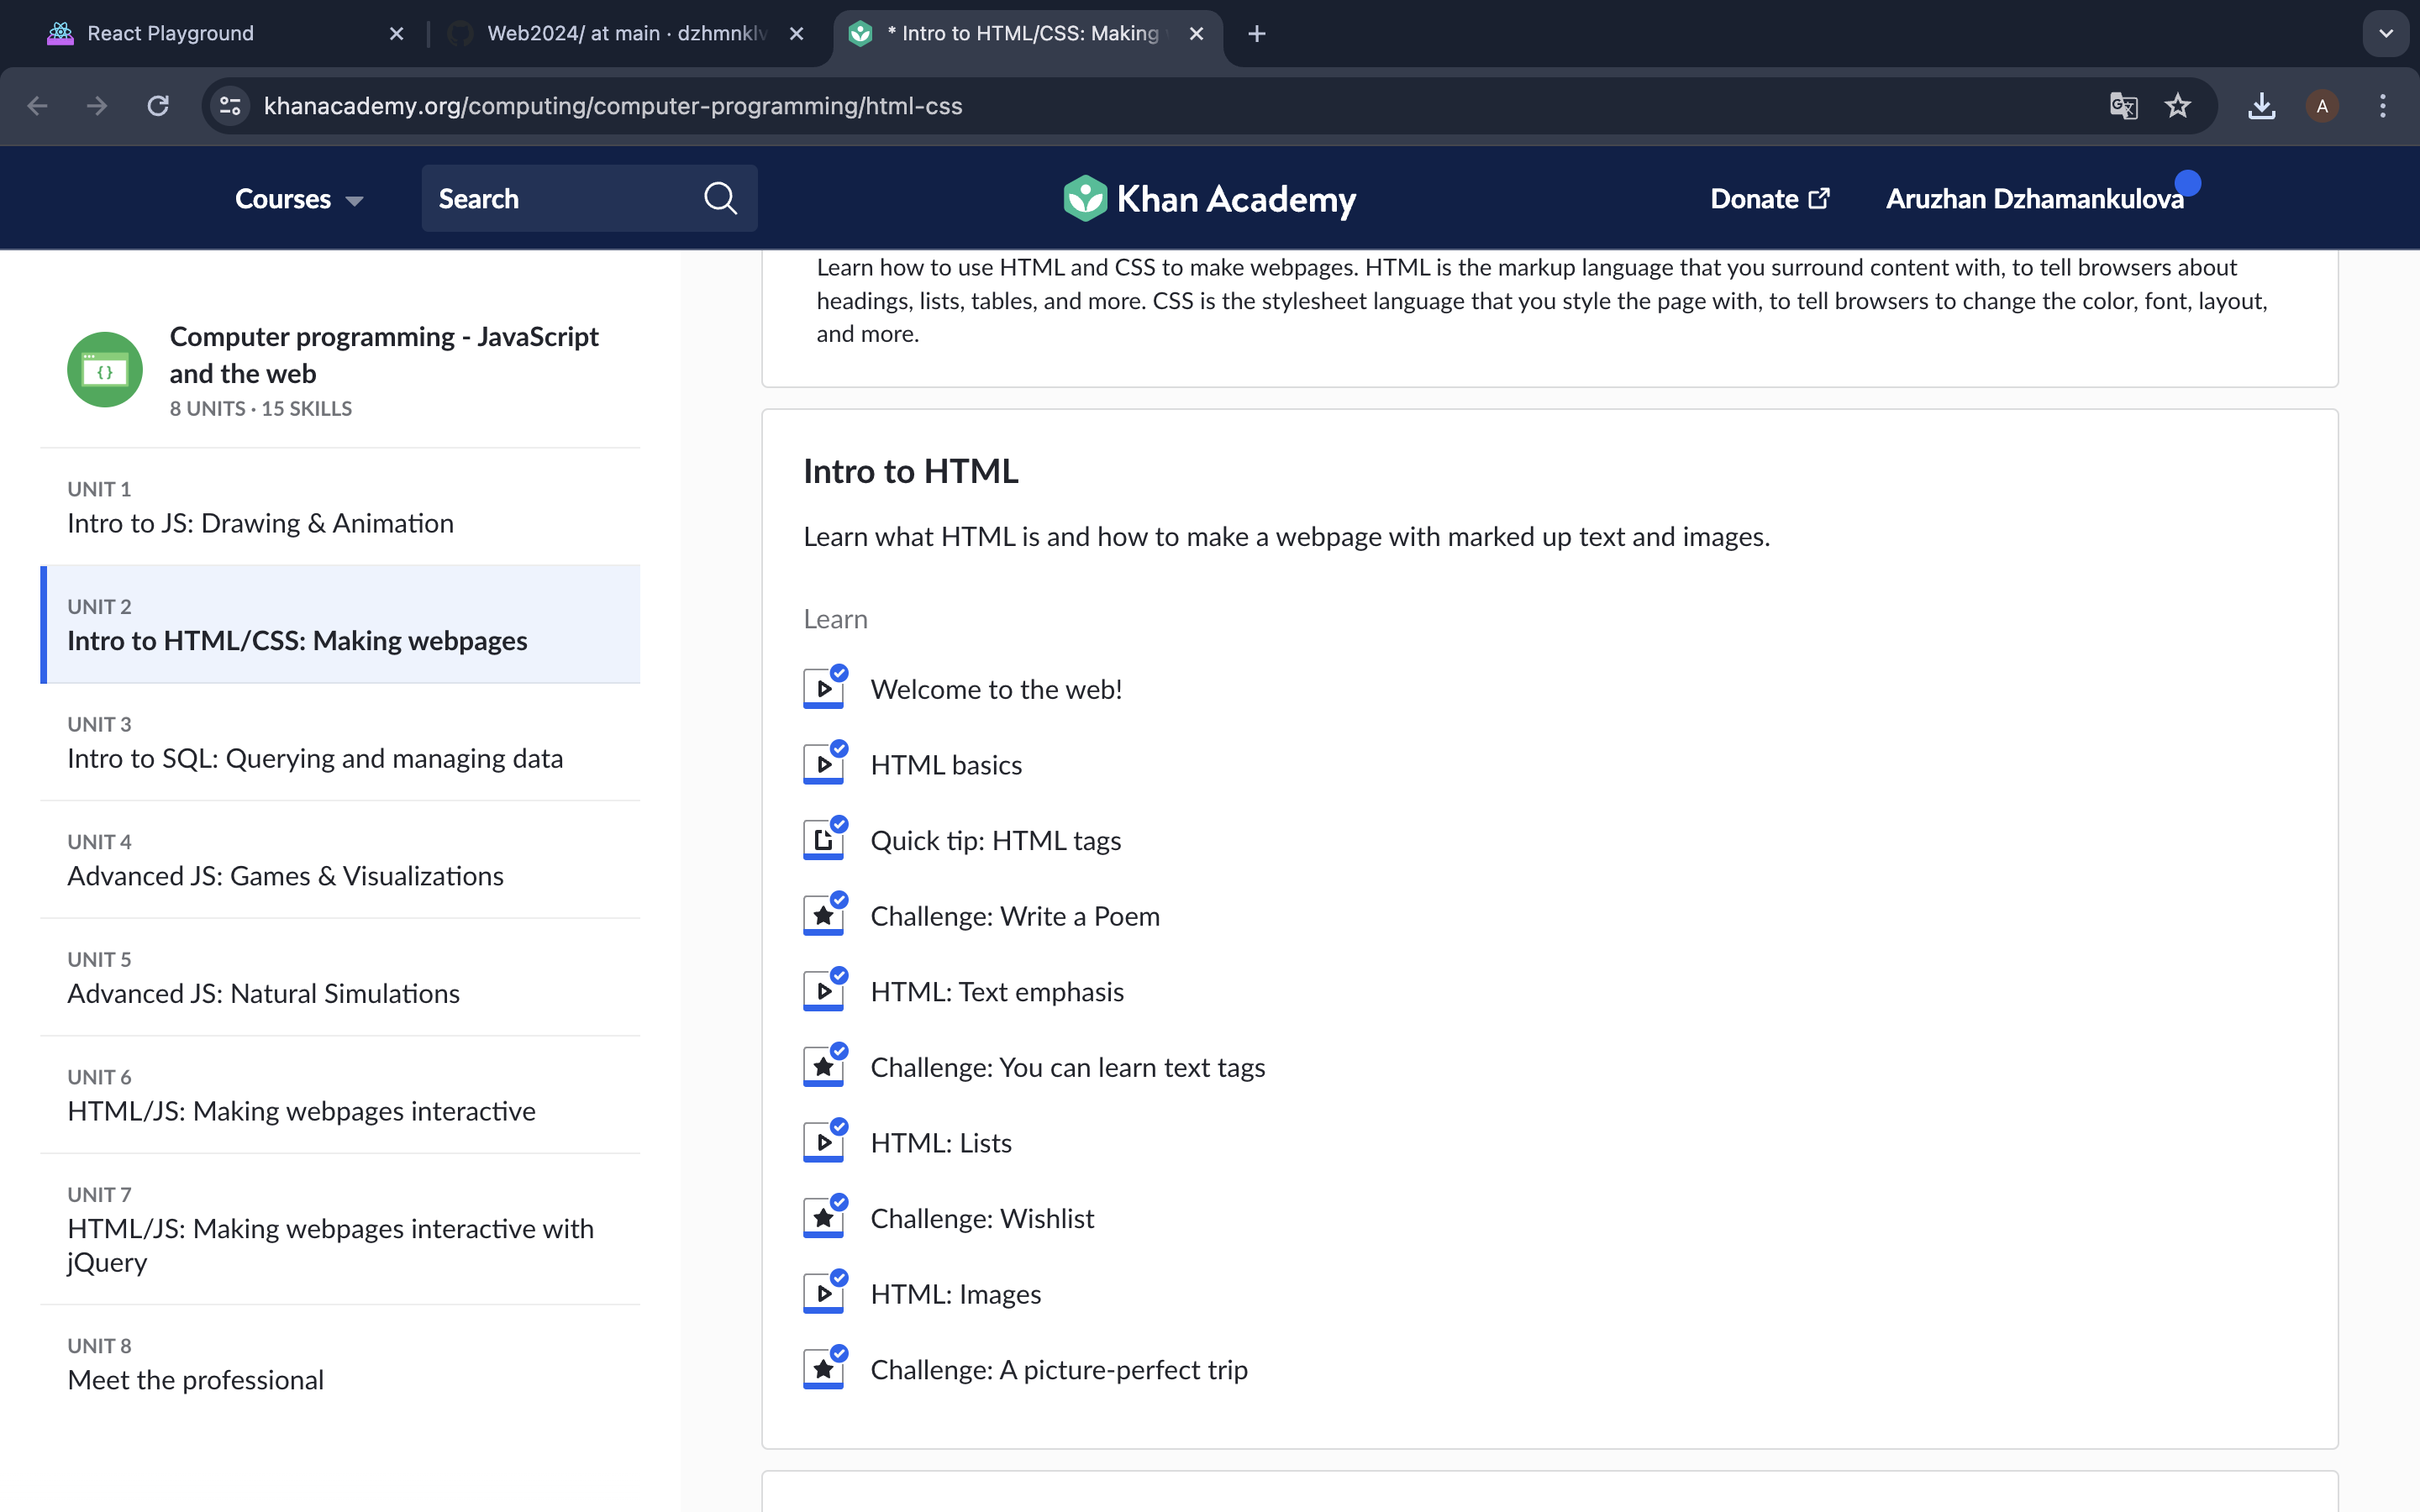 React Playground
Web2024/ at main · dzhmnklv
* Intro to HTML/CSS: Making
khanacademy.org/computing/computer-programming/html-css
A
Courses
Search
Khan Academy
Donate
Aruzhan Dzhamankulova
Computer programming - JavaScript
and the web
8 UNITS · 15 SKILLS
UNIT 1
Intro to JS: Drawing & Animation
UNIT 2
Intro to HTML/CSS: Making webpages
UNIT 3
Intro to SQL: Querying and managing data
UNIT 4
Advanced JS: Games & Visualizations
UNIT 5
Advanced JS: Natural Simulations
UNIT 6
HTML/JS: Making webpages interactive
UNIT 7
HTML/JS: Making webpages interactive with
jQuery
UNIT 8
Meet the professional
Learn how to use HTML and CSS to make webpages. HTML is the markup language that you surround content with, to tell browsers about
headings, lists, tables, and more. CSS is the stylesheet language that you style the page with, to tell browsers to change the color, font, layout,
and more.
Intro to HTML
Learn what HTML is and how to make a webpage with marked up text and images.
Learn
Welcome to the web!
HTML basics
Quick tip: HTML tags
Challenge: Write a Poem
HTML: Text emphasis
Challenge: You can learn text tags
HTML: Lists
Challenge: Wishlist
HTML: Images
Challenge: A picture-perfect trip